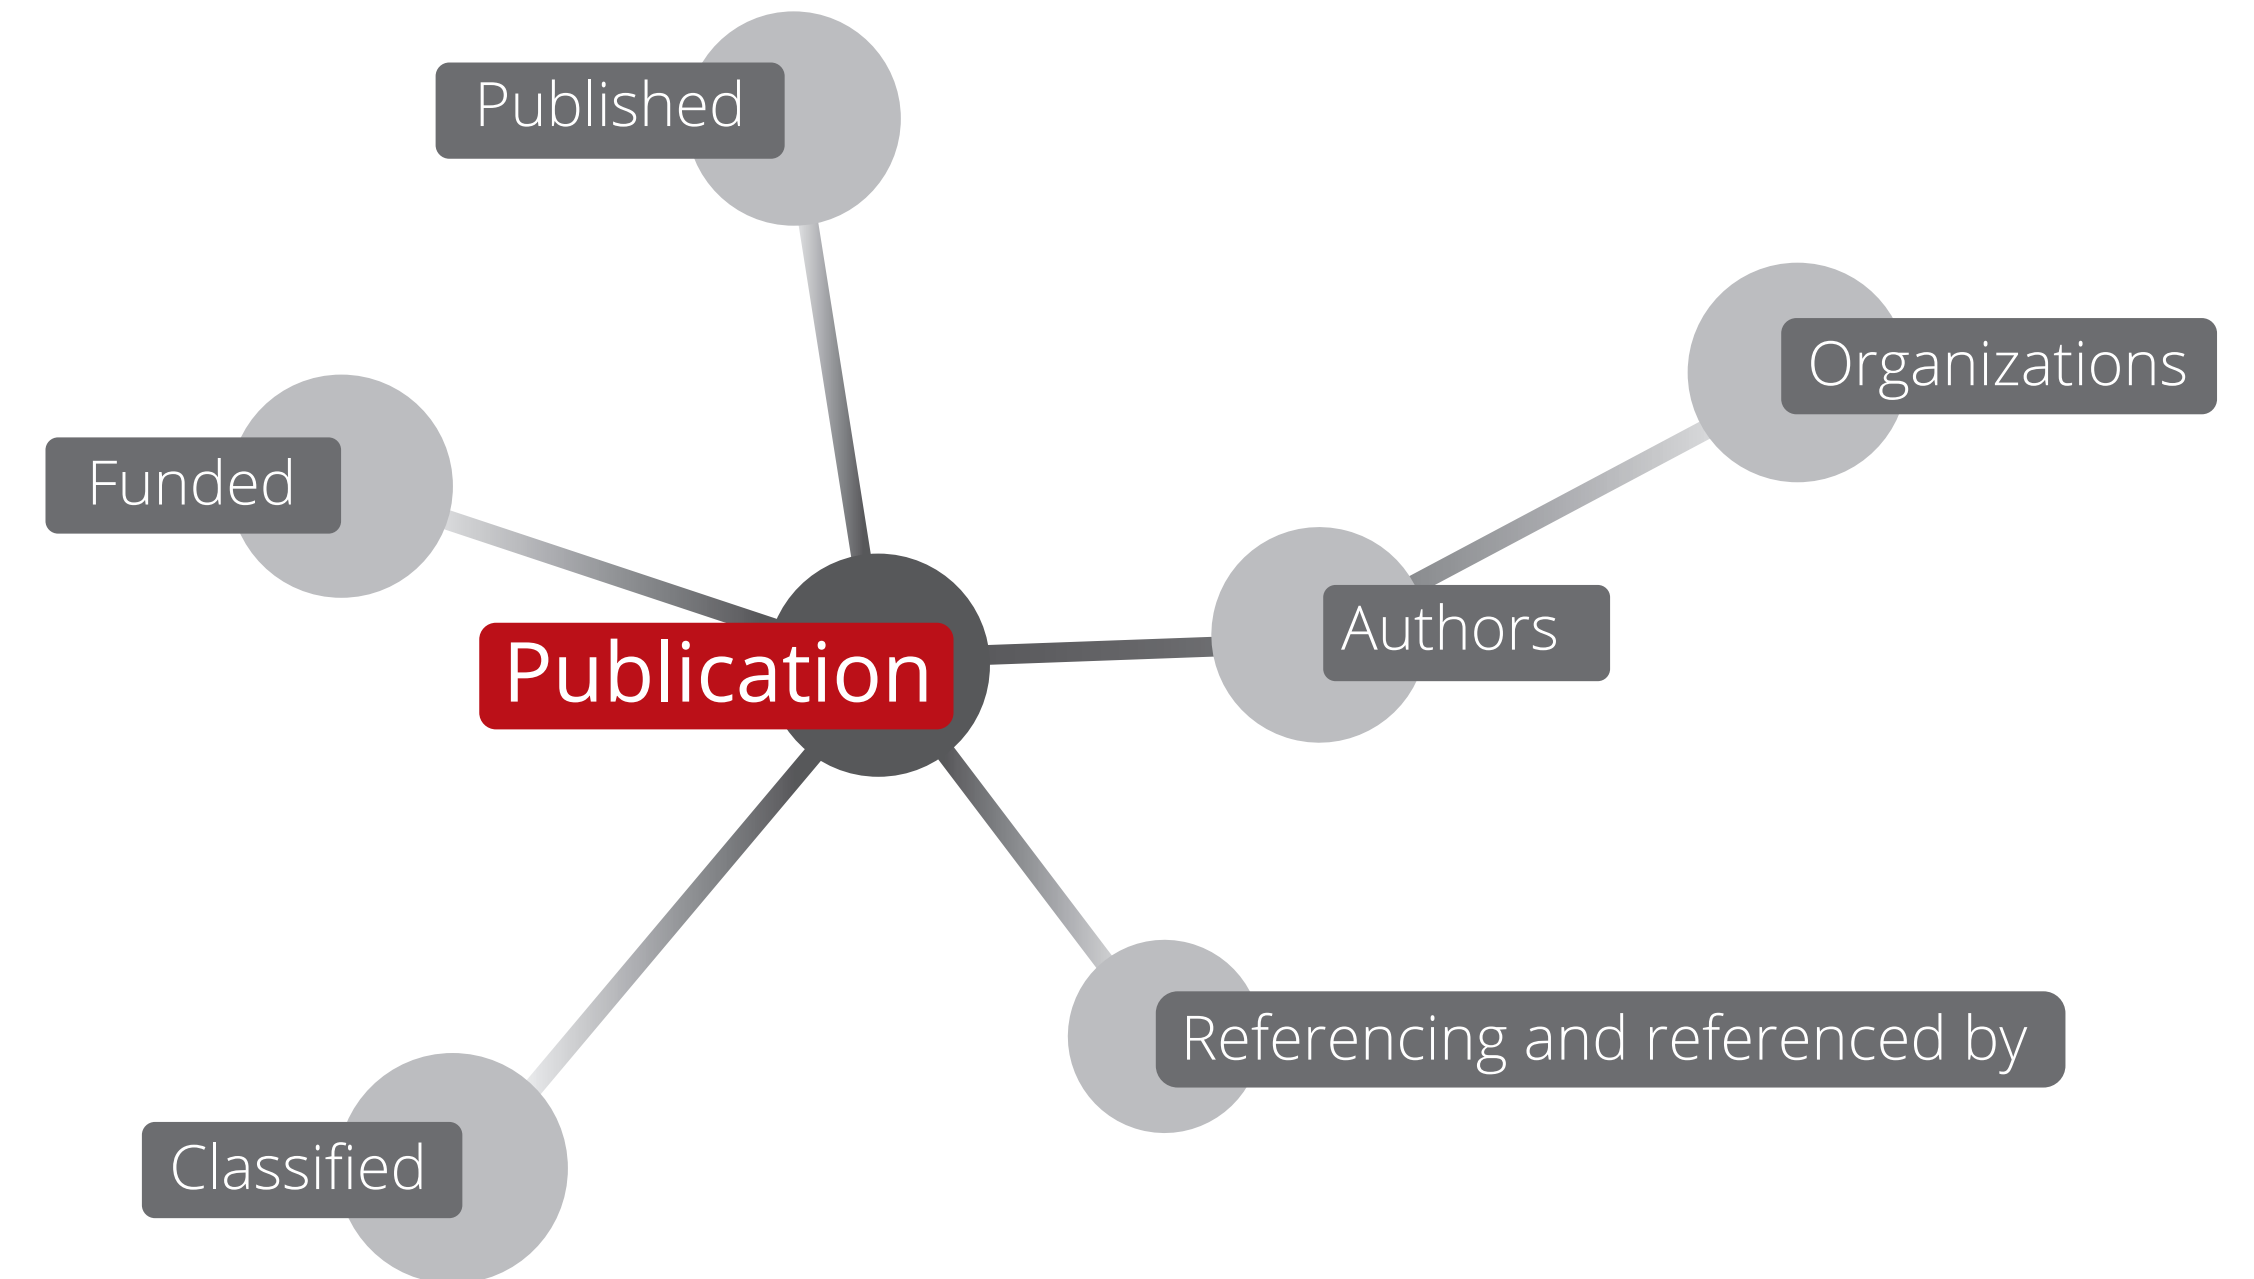 Published
Organizations
Funded
Authors
Publication
Referencing and referenced by
Classified